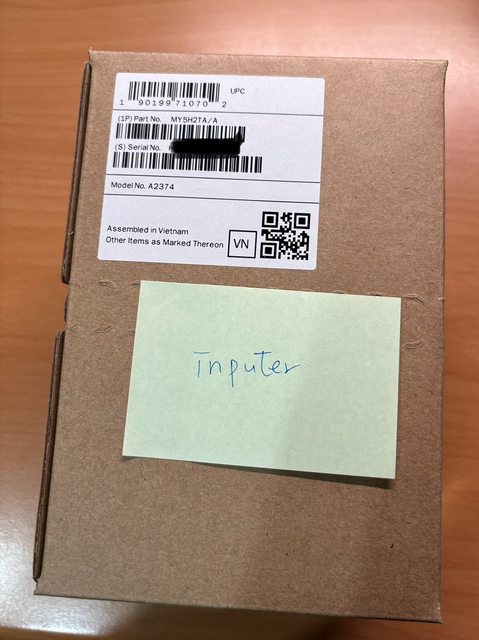 UPC
1 90199 71070 2
(1P) Part No. MY5H2TA/A
(S) Serial No.
Model No. A2374
Assembled in Vietnam
Other Items as Marked Thereon
VN
inputer